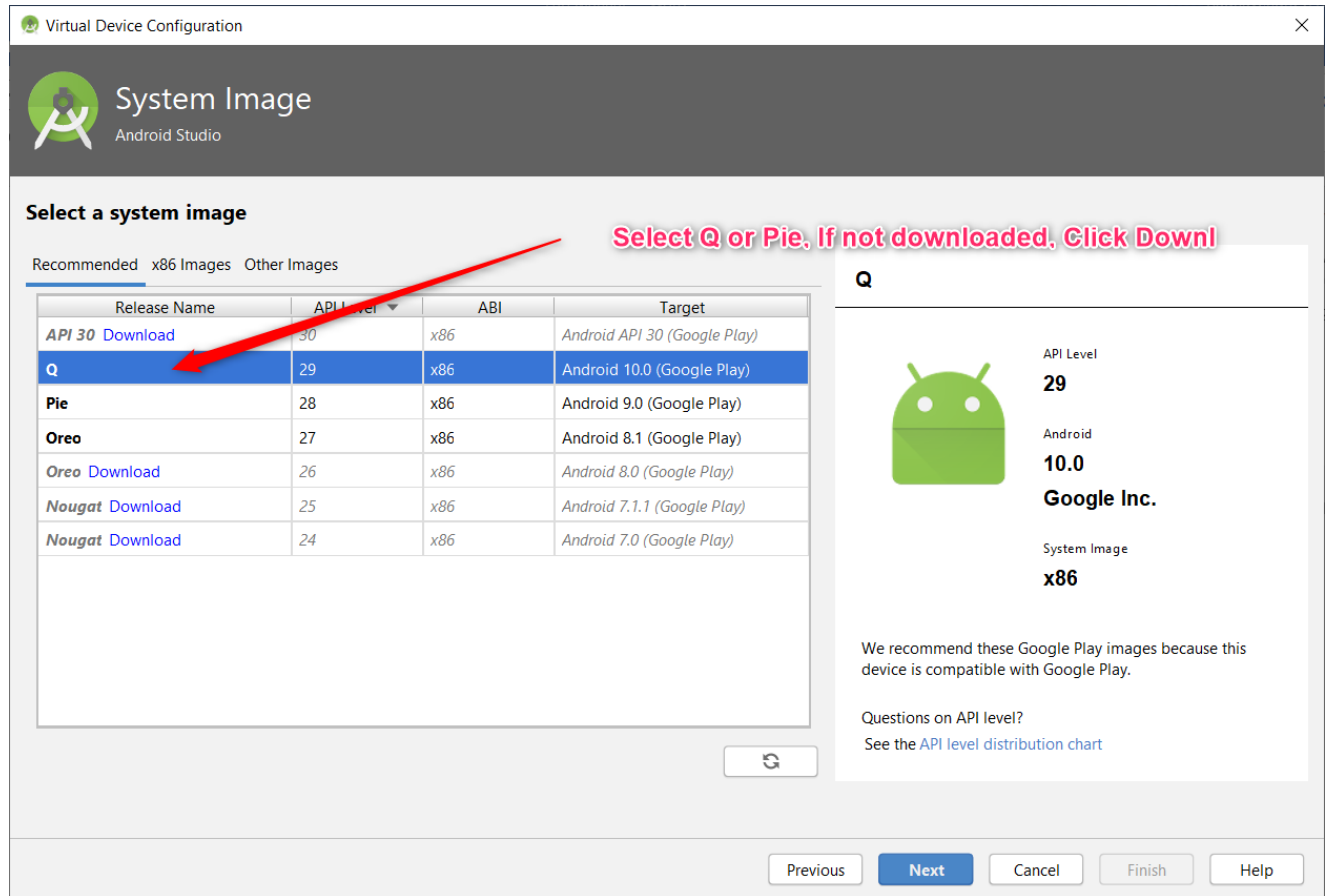 Virtual Device Configuration
System Image
Android Studio
Select a system image
Select Q or Pie, If not downloaded, Click Downl
Recommended x86 Images Other Images
Release Name API Level ABI Target
API 30 Download 30 x86 Android API 30 (Google Play)
Q 29 x86 Android 10.0 (Google Play)
Pie 28 x86 Android 9.0 (Google Play)
Oreo 27 x86 Android 8.1 (Google Play)
Oreo Download 26 x86 Android 8.0 (Google Play)
Nougat Download 25 x86 Android 7.1.1 (Google Play)
Nougat Download 24 x86 Android 7.0 (Google Play)
Q
API Level
29
Android
10.0
Google Inc.
System Image
x86
We recommend these Google Play images because this
device is compatible with Google Play.
Questions on API level?
See the API level distribution chart
Previous Next Cancel Finish Help